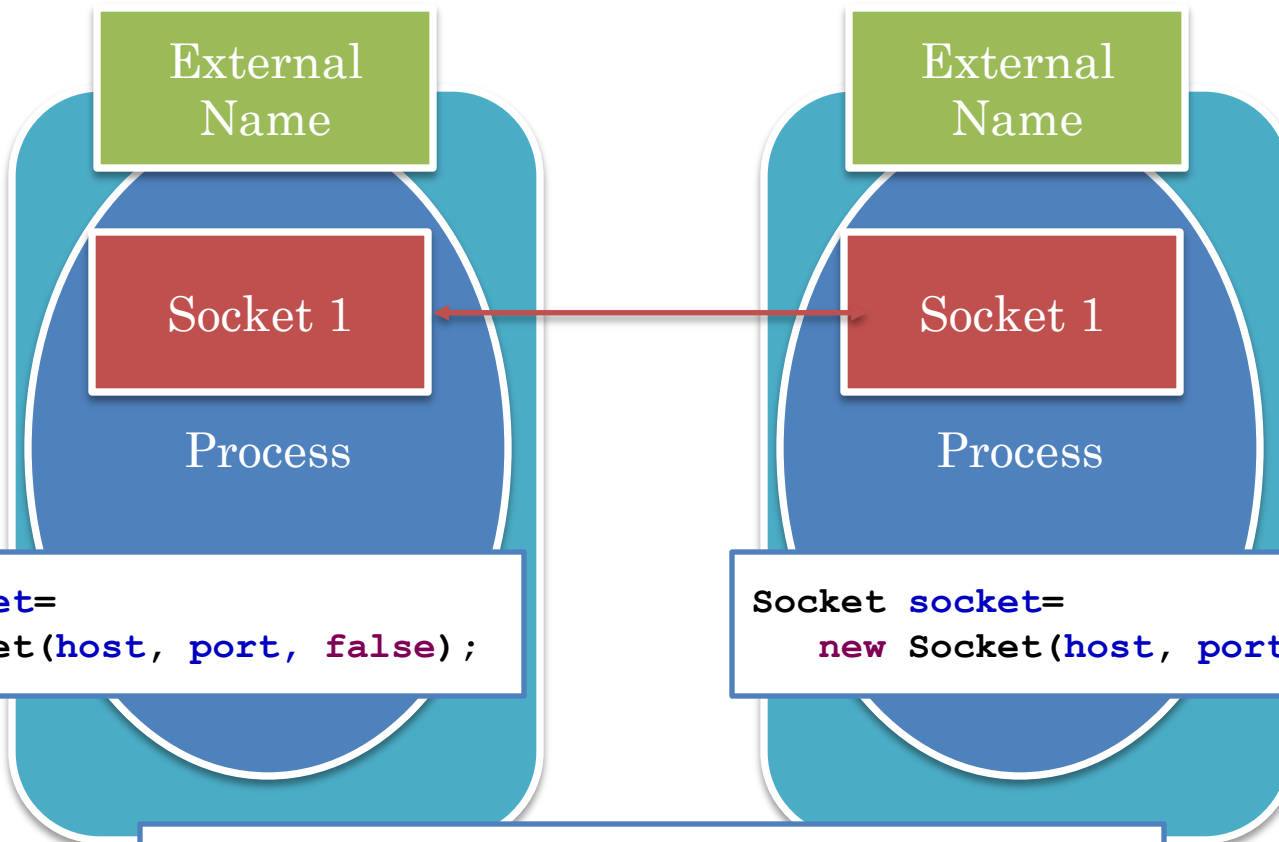 External
Name
Socket 1
Process
et=
et(host, port, false);
External
Name
Socket 1
Process
Socket socket=
new Socket(host, port